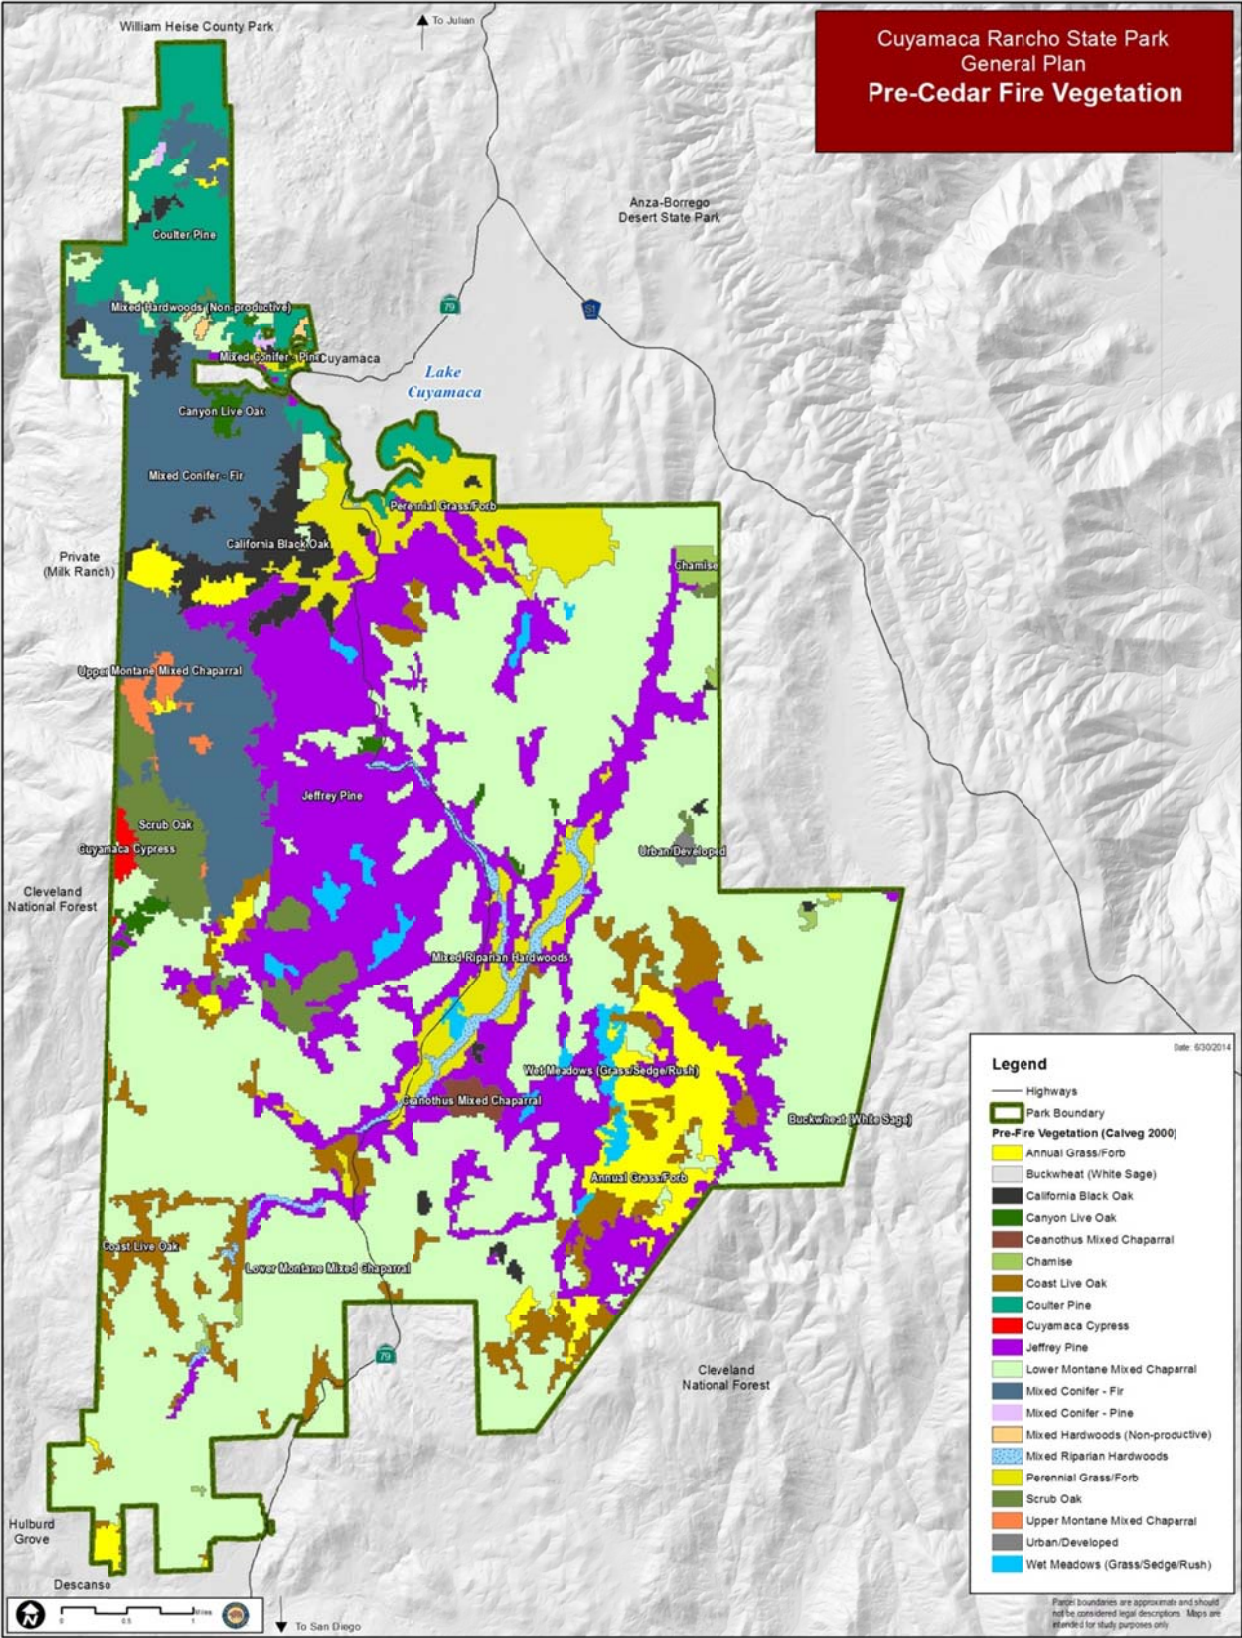 William Heise County Park
To Julian
Cuyamaca Rancho State Park
General Plan
Pre-Cedar Fire Vegetation
Anza-Borrego
Desert State Park
Coulter Pine
Mixed Hardwoods (Non-productive)
79
S1
Mixed Conifer - Pine
Cuyamaca
Lake
Cuyamaca
Canyon Live Oak
Mixed Conifer - Fir
Perennial Grass/Forb
California Black Oak
Private
(Milk Ranch)
Chamise
Upper Montane Mixed Chaparral
Jeffrey Pine
Scrub Oak
Cuyamaca Cypress
Urban/Developed
Cleveland
National Forest
Mixed Riparian Hardwoods
Wet Meadows (Grass/Sedge/Rush)
Ceanothus Mixed Chaparral
Buckwheat (White Sage)
Annual Grass/Forb
Coast Live Oak
Lower Montane Mixed Chaparral
79
Cleveland
National Forest
Hulburd
Grove
Descanso
To San Diego
N
0 0.5 1 Miles
Date: 6/30/2014
Legend
Highways
Park Boundary
Pre-Fire Vegetation (Calveg 2000)
Annual Grass/Forb
Buckwheat (White Sage)
California Black Oak
Canyon Live Oak
Ceanothus Mixed Chaparral
Chamise
Coast Live Oak
Coulter Pine
Cuyamaca Cypress
Jeffrey Pine
Lower Montane Mixed Chaparral
Mixed Conifer - Fir
Mixed Conifer - Pine
Mixed Hardwoods (Non-productive)
Mixed Riparian Hardwoods
Perennial Grass/Forb
Scrub Oak
Upper Montane Mixed Chaparral
Urban/Developed
Wet Meadows (Grass/Sedge/Rush)
Parcel boundaries are approximate and should
not be considered legal descriptions. Maps are
intended for study purposes only.